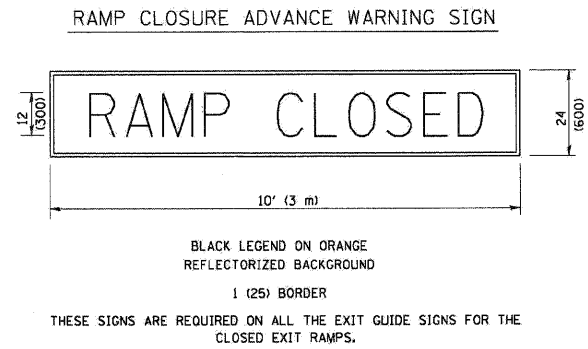 RAMP CLOSURE ADVANCE WARNING SIGN
RAMP CLOSED
12
(300)
24
(600)
10' (3 m)
BLACK LEGEND ON ORANGE
REFLECTORIZED BACKGROUND
1 (25) BORDER
THESE SIGNS ARE REQUIRED ON ALL THE EXIT GUIDE SIGNS FOR THE
CLOSED EXIT RAMPS.